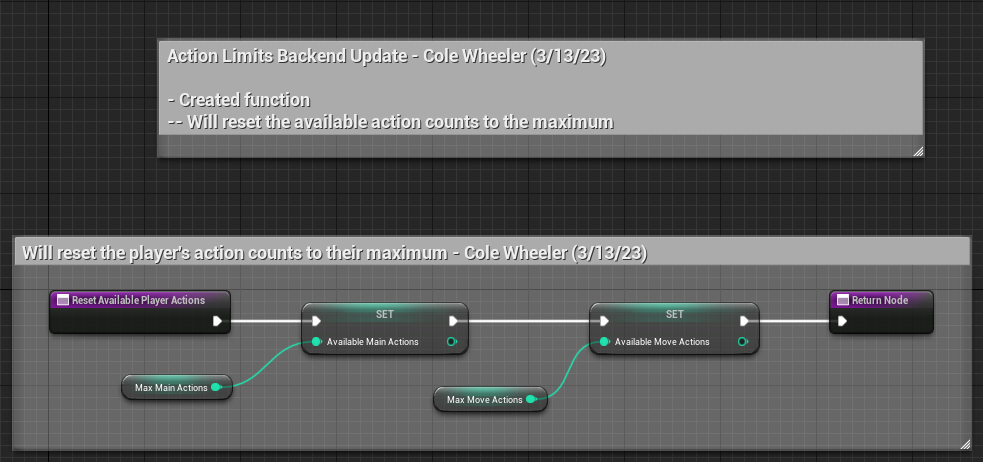 Action Limits Backend Update - Cole Wheeler (3/13/23)
- Created function
-- Will reset the available action counts to the maximum
Will reset the player's action counts to their maximum - Cole Wheeler (3/13/23)
Reset Available Player Actions
SET
Available Main Actions
SET
Available Move Actions
Return Node
Max Main Actions
Max Move Actions